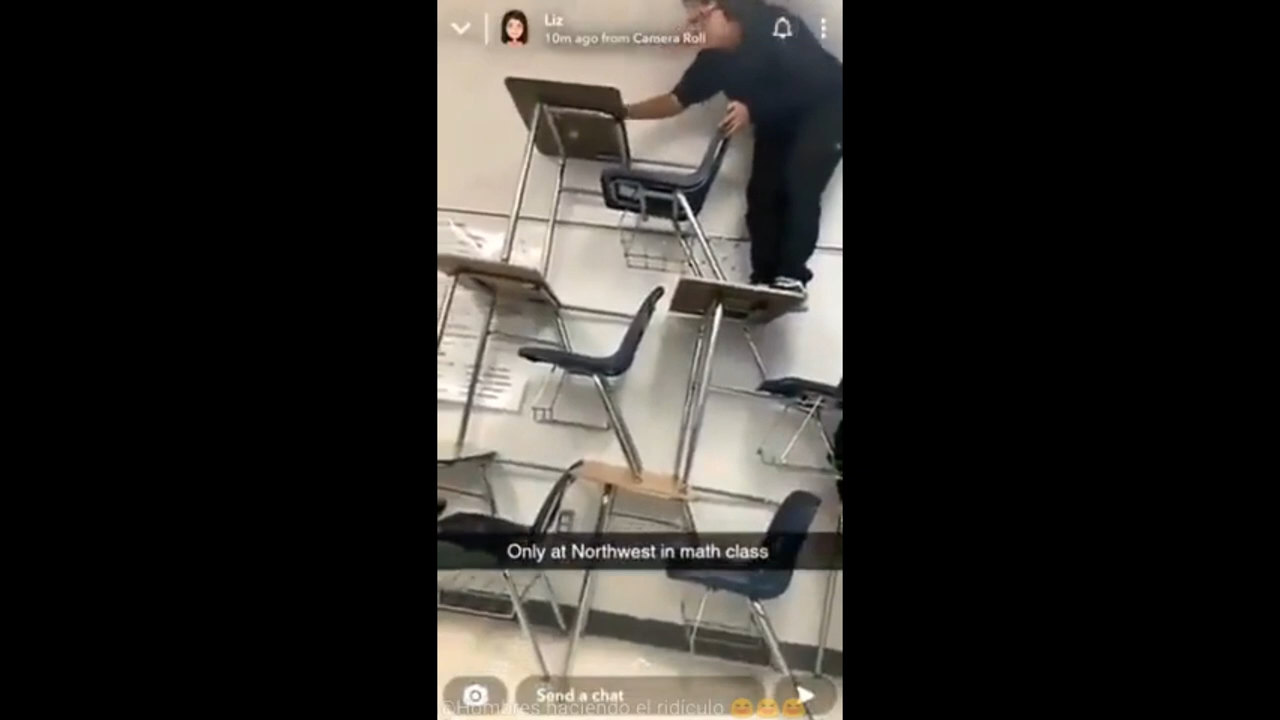 Liz
10m ago from Camera Roll
Only at Northwest in math class
Send a chat
@Hombres haciendo el ridículo 😄😄😄